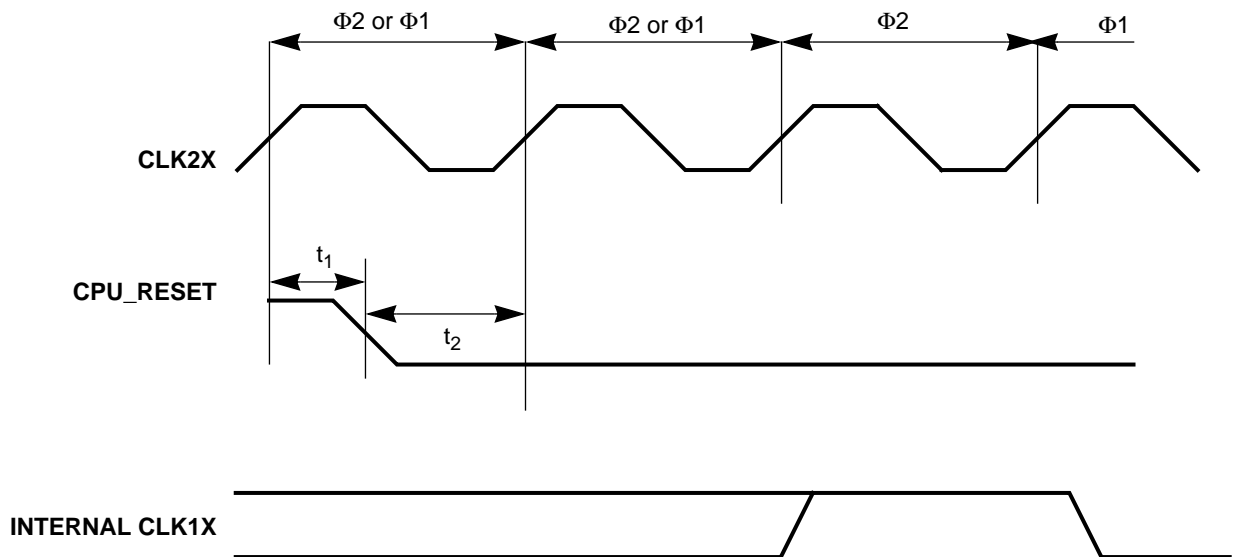 Φ2 or Φ1
Φ2 or Φ1
Φ2
Φ1
CLK2X
t1
CPU_RESET
t2
INTERNAL CLK1X